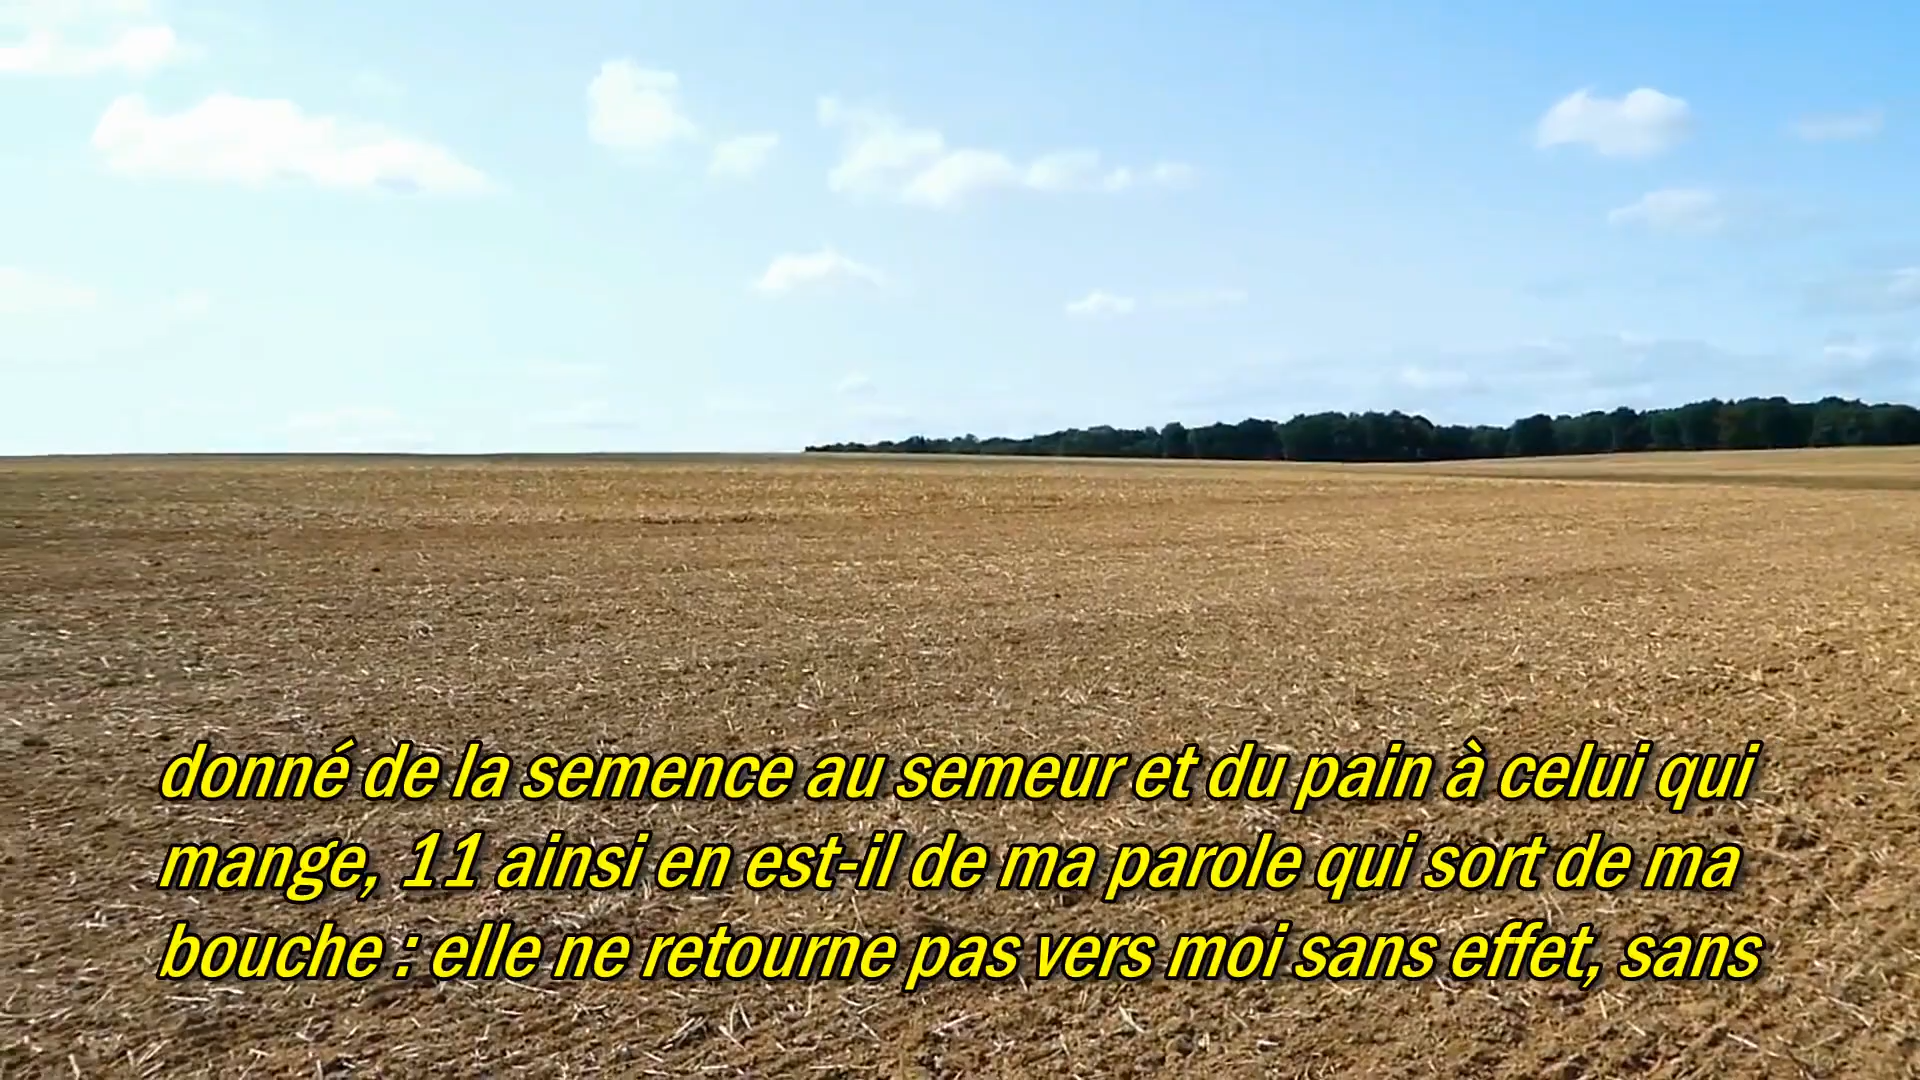 donné de la semence au semeur et du pain à celui qui
mange, 11 ainsi en est-il de ma parole qui sort de ma
bouche : elle ne retourne pas vers moi sans effet, sans